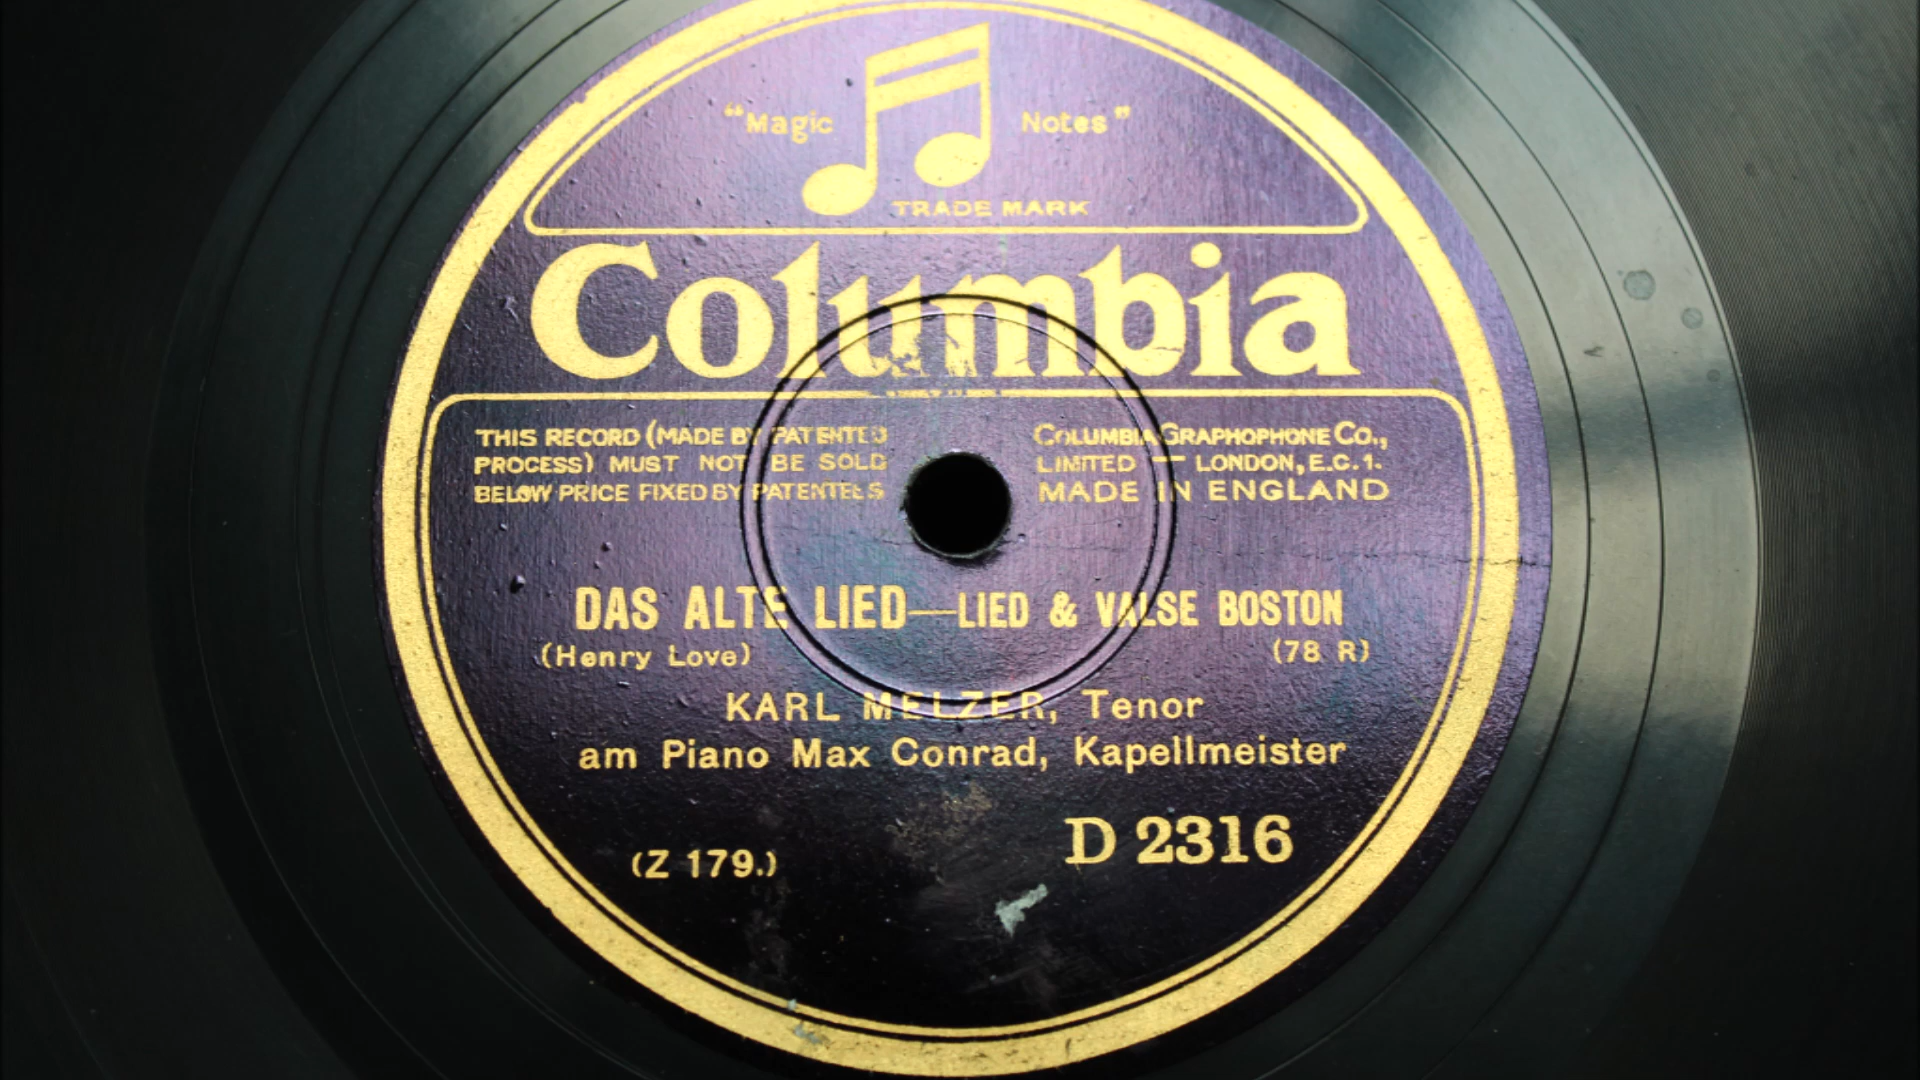 "Magic Notes"
TRADE MARK
Columbia
THIS RECORD (MADE BY PATENTED
PROCESS) MUST NOT BE SOLD
BELOW PRICE FIXED BY PATENTEES
COLUMBIA GRAPHOPHONE CO.,
LIMITED — LONDON, E.C.1.
MADE IN ENGLAND
DAS ALTE LIED—LIED & VALSE BOSTON
(Henry Love) (78 R)
KARL MELZER, Tenor
am Piano Max Conrad, Kapellmeister
D 2316
(Z 179.)